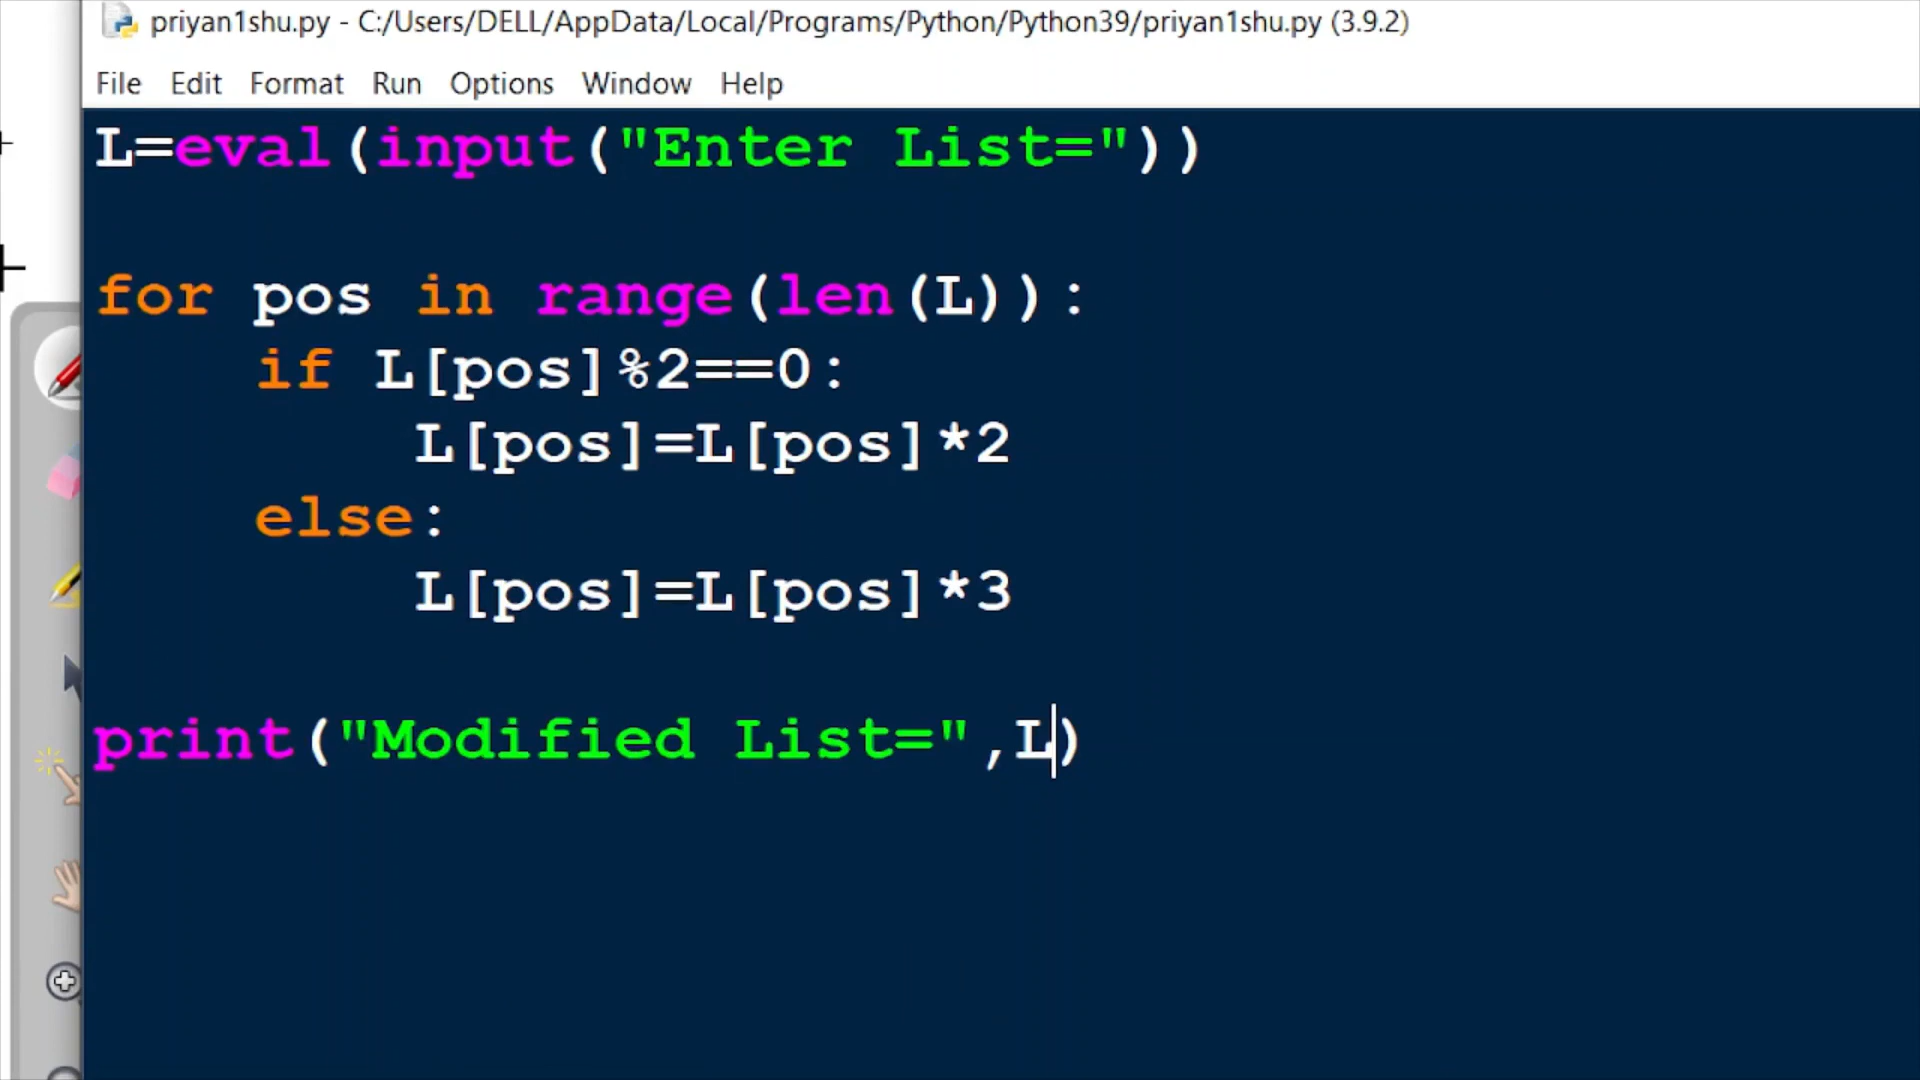 priyan1shu.py - C:/Users/DELL/AppData/Local/Programs/Python/Python39/priyan1shu.py (3.9.2)
File Edit Format Run Options Window Help
L=eval(input("Enter List="))
for pos in range(len(L)):
    if L[pos]%2==0:
        L[pos]=L[pos]*2
    else:
        L[pos]=L[pos]*3
print("Modified List=",L)